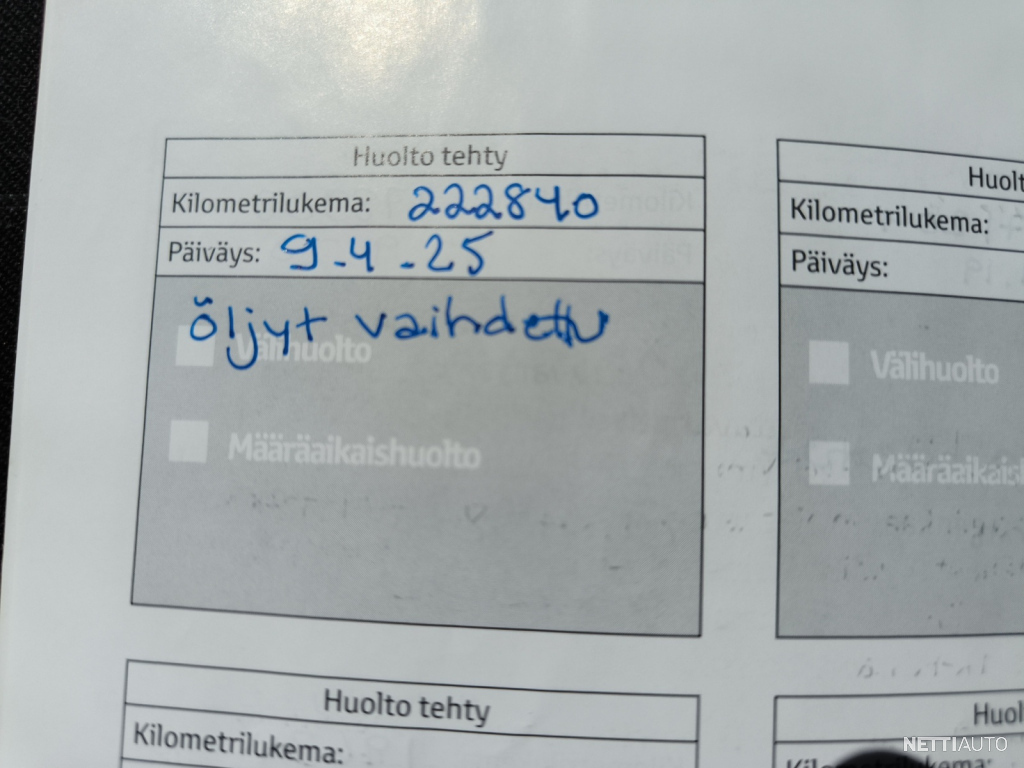 Huolto tehty
Kilometrilukema: 222840
Päiväys: 9.4.-25
Öljyt vaihdettu
Välihuolto
Määräaikaishuolto
Huolt
Kilometrilukema:
Päiväys:
Välihuolto
Määräaikais
Huolto tehty
Kilometrilukema:
Huol
Kilometrilukema:
NETTIAUTO